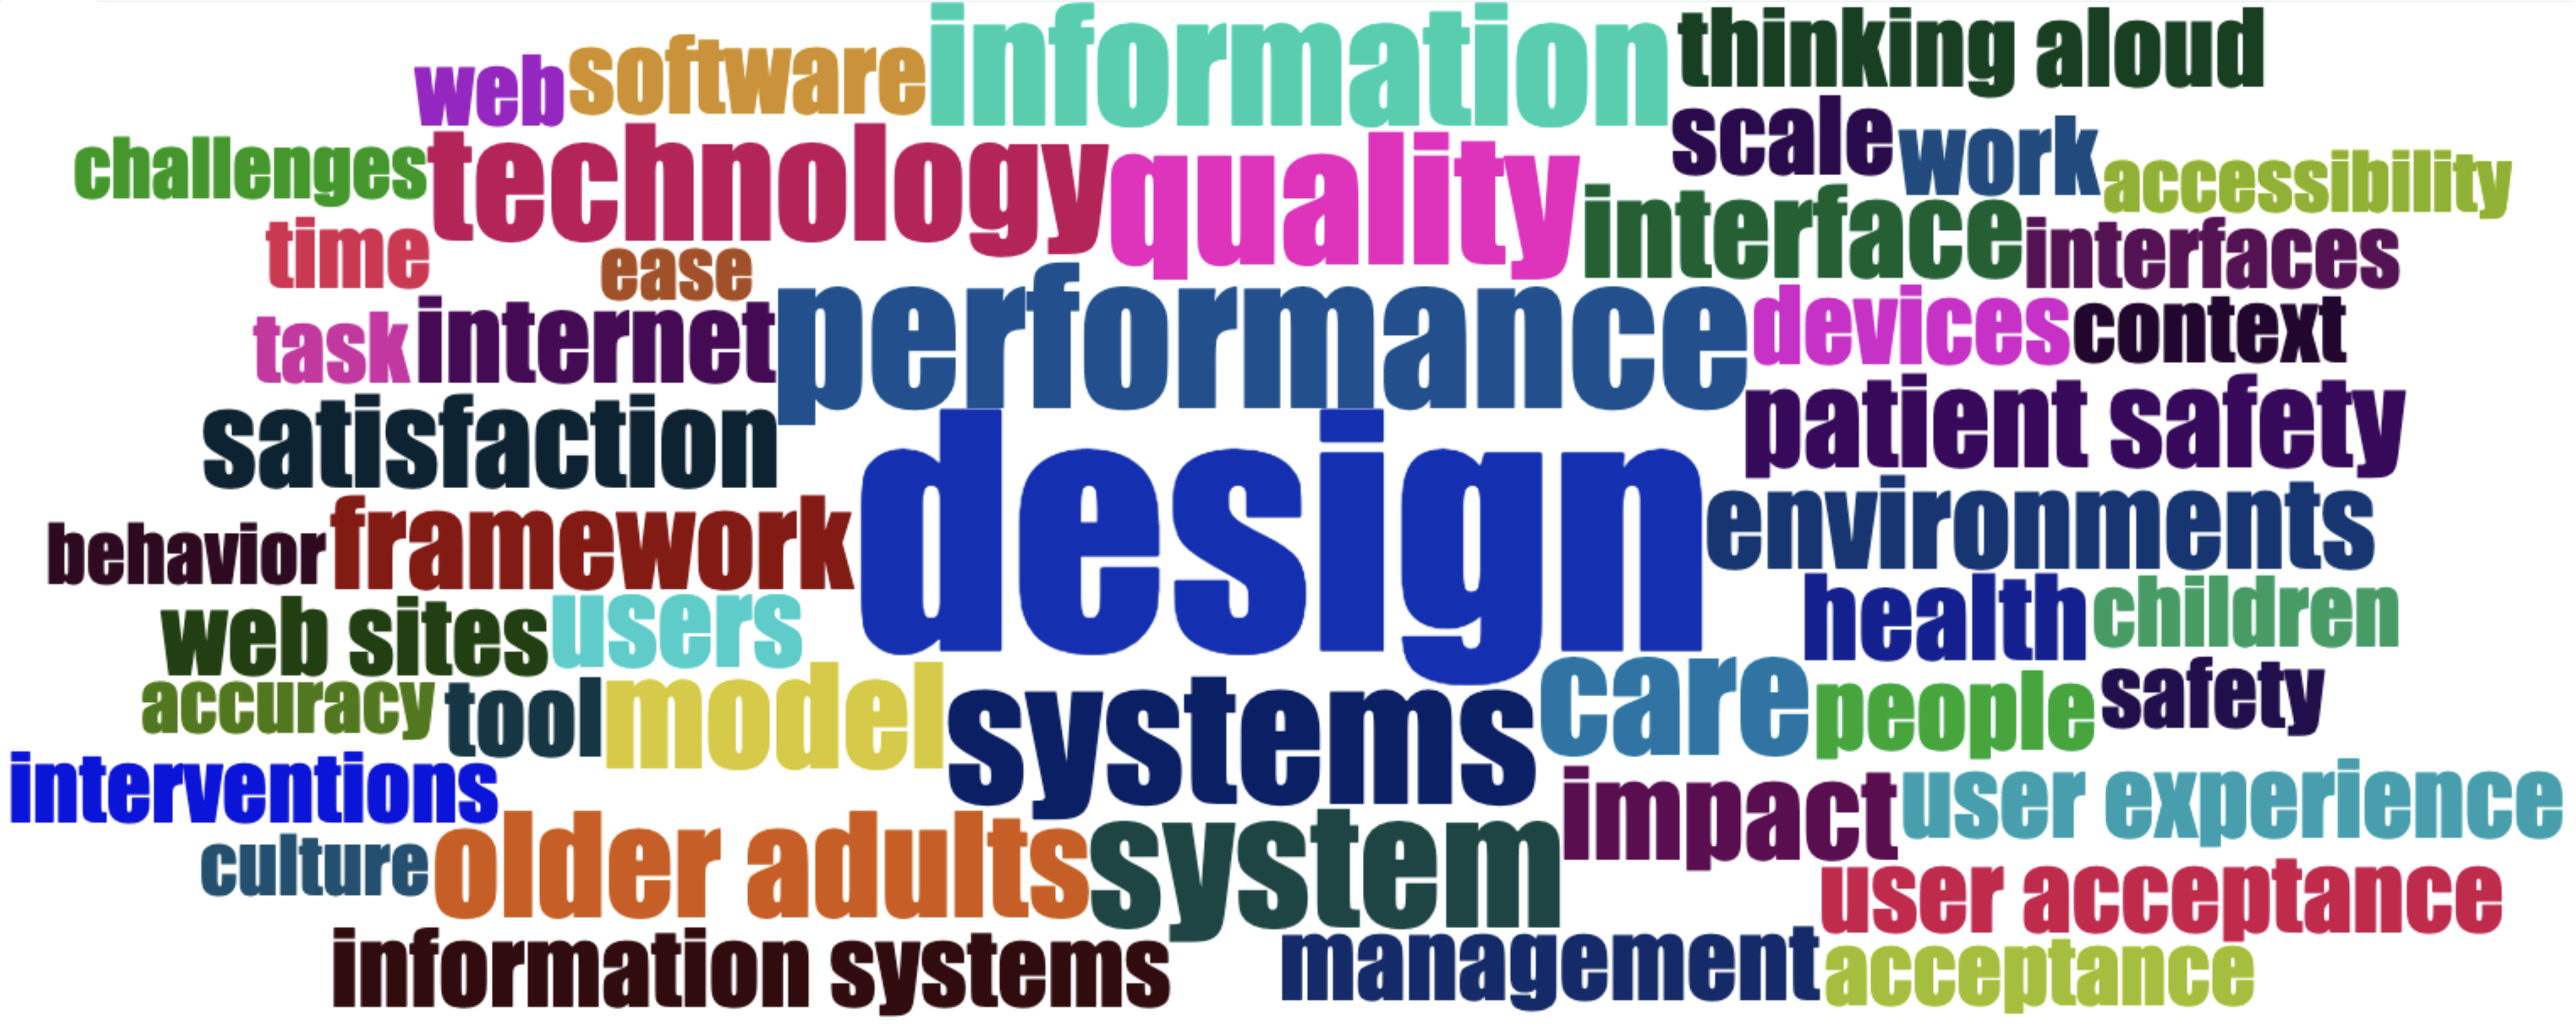 information thinking aloud
web software
scale work
challenges technology quality accessibility
interface interfaces
time ease
performance devices context
task internet
patient safety
satisfaction
design
environments
behavior framework
health children
web sites users
care people safety
accuracy tool model systems
interventions impact user experience
culture older adults system
user acceptance
information systems management acceptance